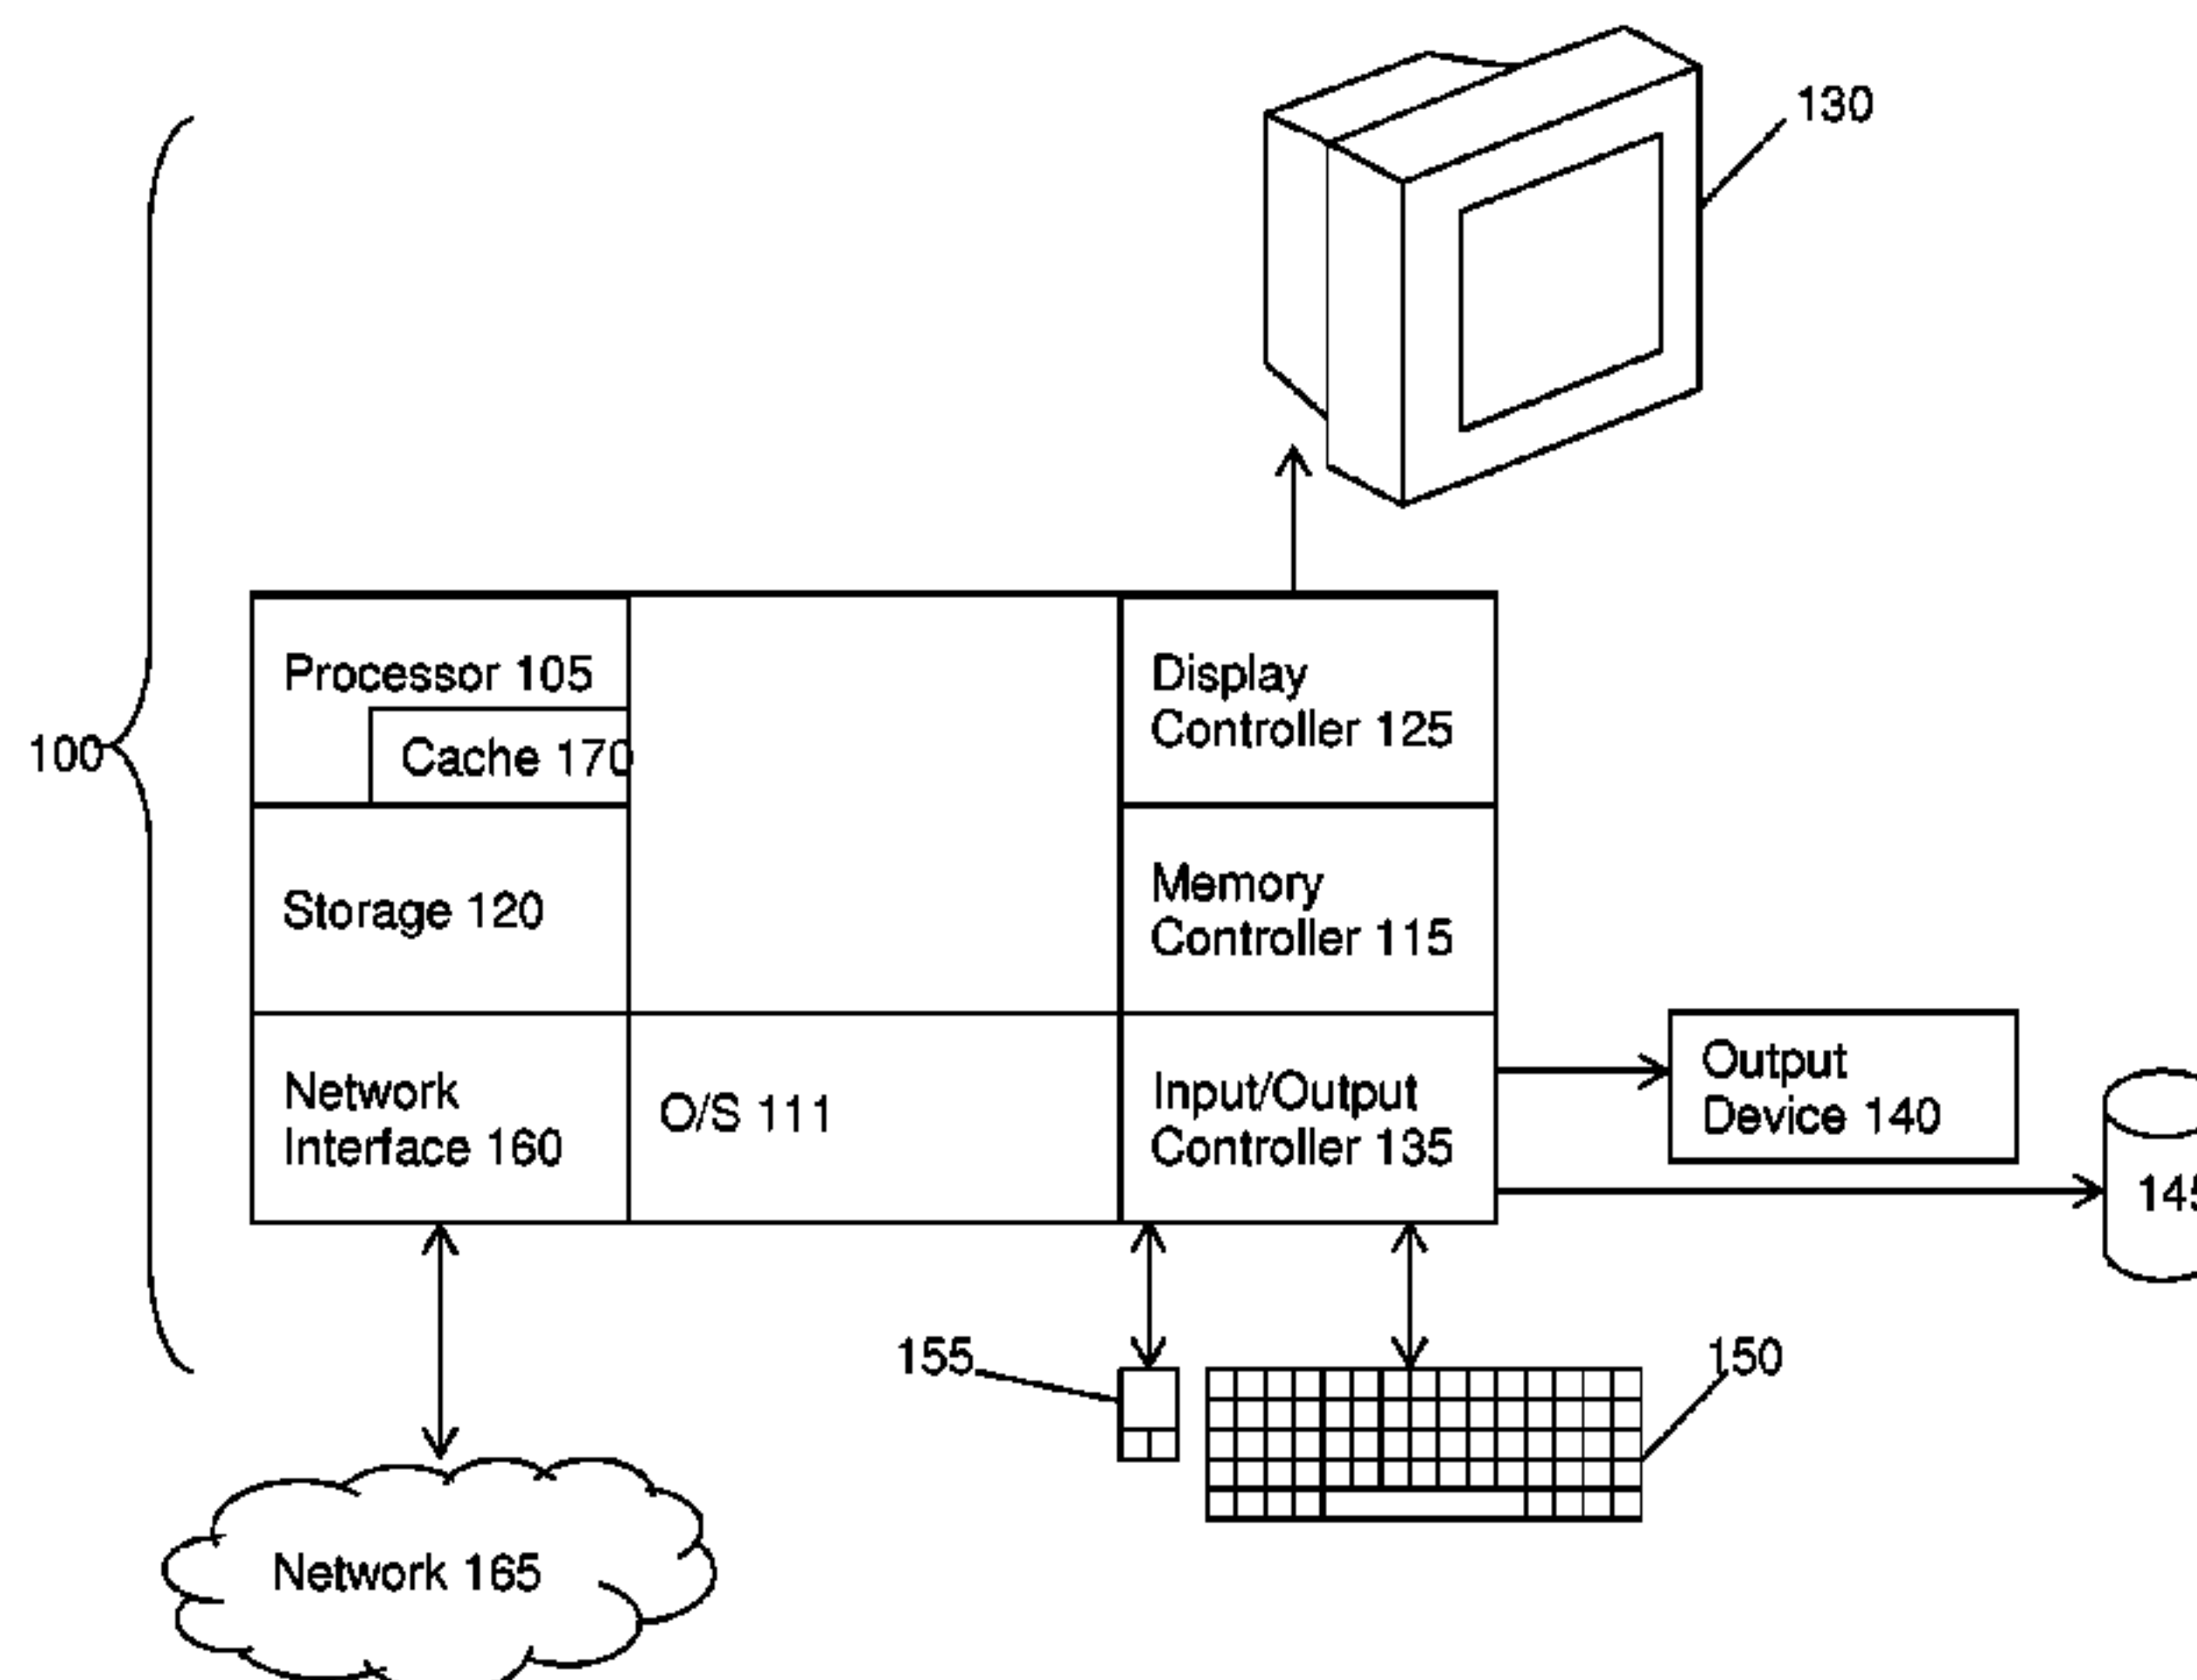 130
Processor 105
Cache 170
Display
Controller 125
100
Storage 120
Memory
Controller 115
Network
Interface 160
O/S 111
Input/Output
Controller 135
Output
Device 140
155
150
Network 165